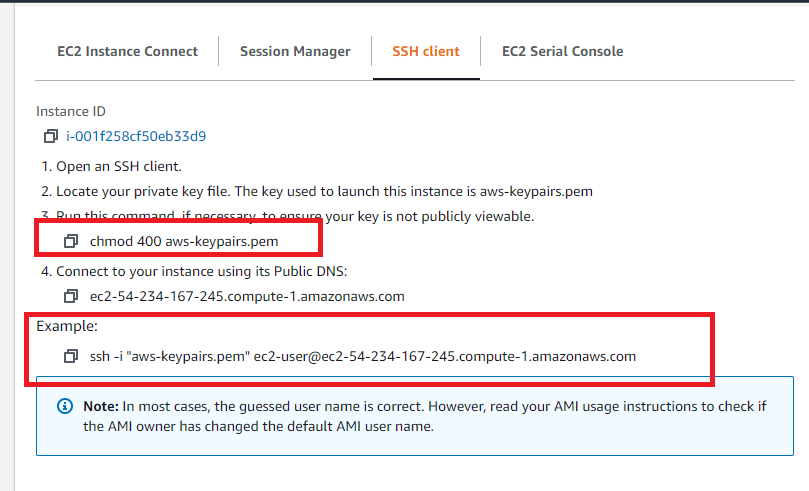 EC2 Instance Connect Session Manager SSH client EC2 Serial Console
Instance ID
i-001f258cf50eb33d9
1. Open an SSH client.
2. Locate your private key file. The key used to launch this instance is aws-keypairs.pem
3. Run this command, if necessary, to ensure your key is not publicly viewable.
chmod 400 aws-keypairs.pem
4. Connect to your instance using its Public DNS:
ec2-54-234-167-245.compute-1.amazonaws.com
Example:
ssh -i "aws-keypairs.pem" ec2-user@ec2-54-234-167-245.compute-1.amazonaws.com
Note: In most cases, the guessed user name is correct. However, read your AMI usage instructions to check if
the AMI owner has changed the default AMI user name.